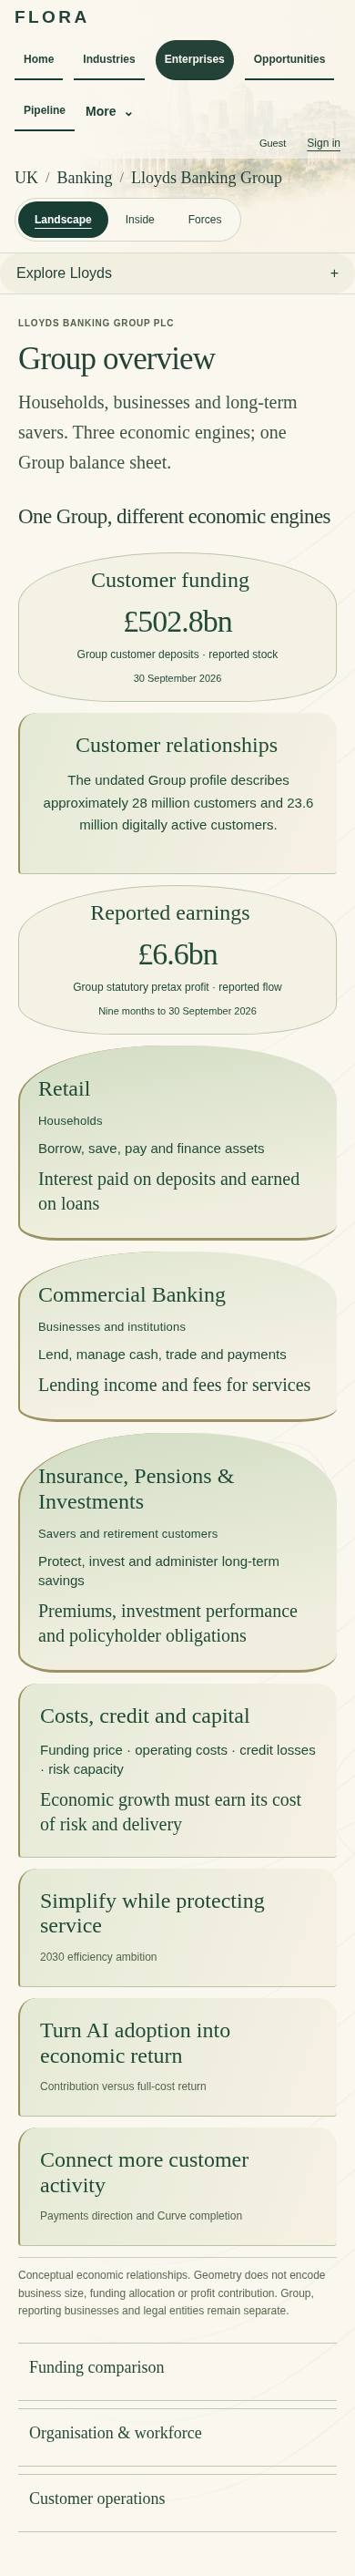 FLORA
Home Industries Enterprises Opportunities
Pipeline More
Guest Sign in
UK / Banking / Lloyds Banking Group
Landscape Inside Forces
Explore Lloyds +
LLOYDS BANKING GROUP PLC
Group overview
Households, businesses and long-term
savers. Three economic engines; one
Group balance sheet.
One Group, different economic engines
Customer funding
£502.8bn
Group customer deposits · reported stock
30 September 2026
Customer relationships
The undated Group profile describes
approximately 28 million customers and 23.6
million digitally active customers.
Reported earnings
£6.6bn
Group statutory pretax profit · reported flow
Nine months to 30 September 2026
Retail
Households
Borrow, save, pay and finance assets
Interest paid on deposits and earned
on loans
Commercial Banking
Businesses and institutions
Lend, manage cash, trade and payments
Lending income and fees for services
Insurance, Pensions &
Investments
Savers and retirement customers
Protect, invest and administer long-term
savings
Premiums, investment performance
and policyholder obligations
Costs, credit and capital
Funding price · operating costs · credit losses
· risk capacity
Economic growth must earn its cost
of risk and delivery
Simplify while protecting
service
2030 efficiency ambition
Turn AI adoption into
economic return
Contribution versus full-cost return
Connect more customer
activity
Payments direction and Curve completion
Conceptual economic relationships. Geometry does not encode
business size, funding allocation or profit contribution. Group,
reporting businesses and legal entities remain separate.
Funding comparison
Organisation & workforce
Customer operations